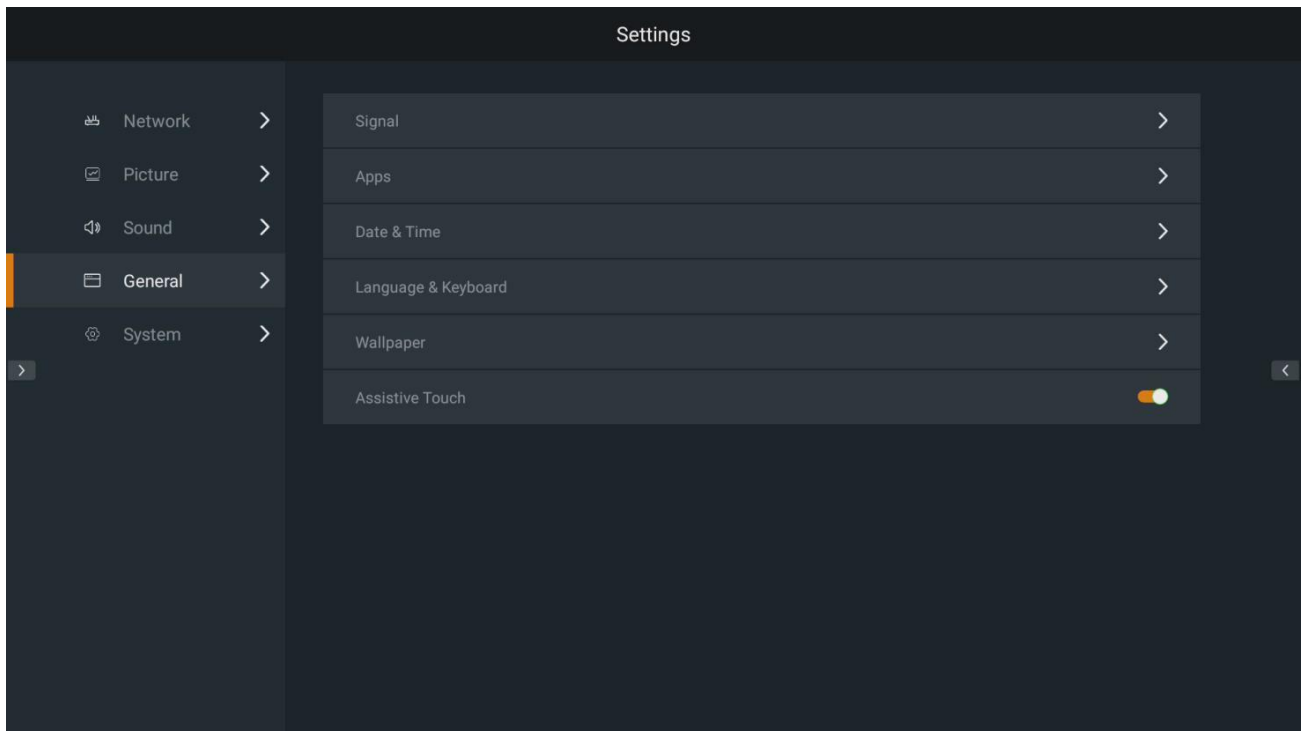 Settings
Network
Picture
Sound
General
System
Signal
Apps
Date & Time
Language & Keyboard
Wallpaper
Assistive Touch